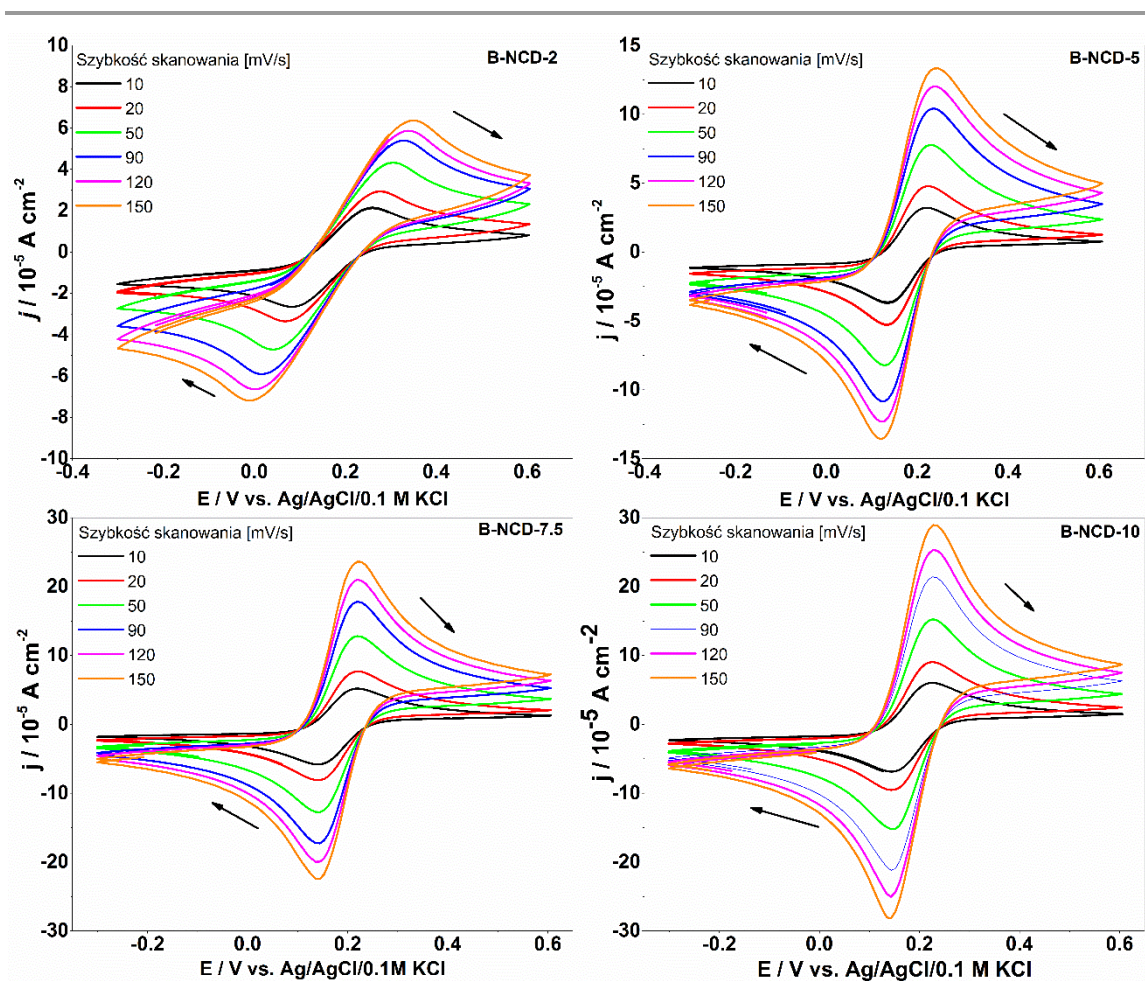 B-NCD-2
Szybkość skanowania [mV/s]
10
20
50
90
120
150
j / 10⁻⁵ A cm⁻²
10
8
6
4
2
0
-2
-4
-6
-8
-10
-0.4 -0.2 0.0 0.2 0.4 0.6
E / V vs. Ag/AgCl/0.1 M KCl
B-NCD-5
Szybkość skanowania [mV/s]
10
20
50
90
120
150
j / 10⁻⁵ A cm⁻²
15
10
5
0
-5
-10
-15
-0.4 -0.2 0.0 0.2 0.4 0.6
E / V vs. Ag/AgCl/0.1 KCl
B-NCD-7.5
Szybkość skanowania [mV/s]
10
20
50
90
120
150
j / 10⁻⁵ A cm⁻²
30
20
10
0
-10
-20
-30
-0.2 0.0 0.2 0.4 0.6
E / V vs. Ag/AgCl/0.1M KCl
B-NCD-10
Szybkość skanowania [mV/s]
10
20
50
90
120
150
j / 10⁻⁵ A cm-2
30
20
10
0
-10
-20
-30
-0.2 0.0 0.2 0.4 0.6
E / V vs. Ag/AgCl/0.1 M KCl